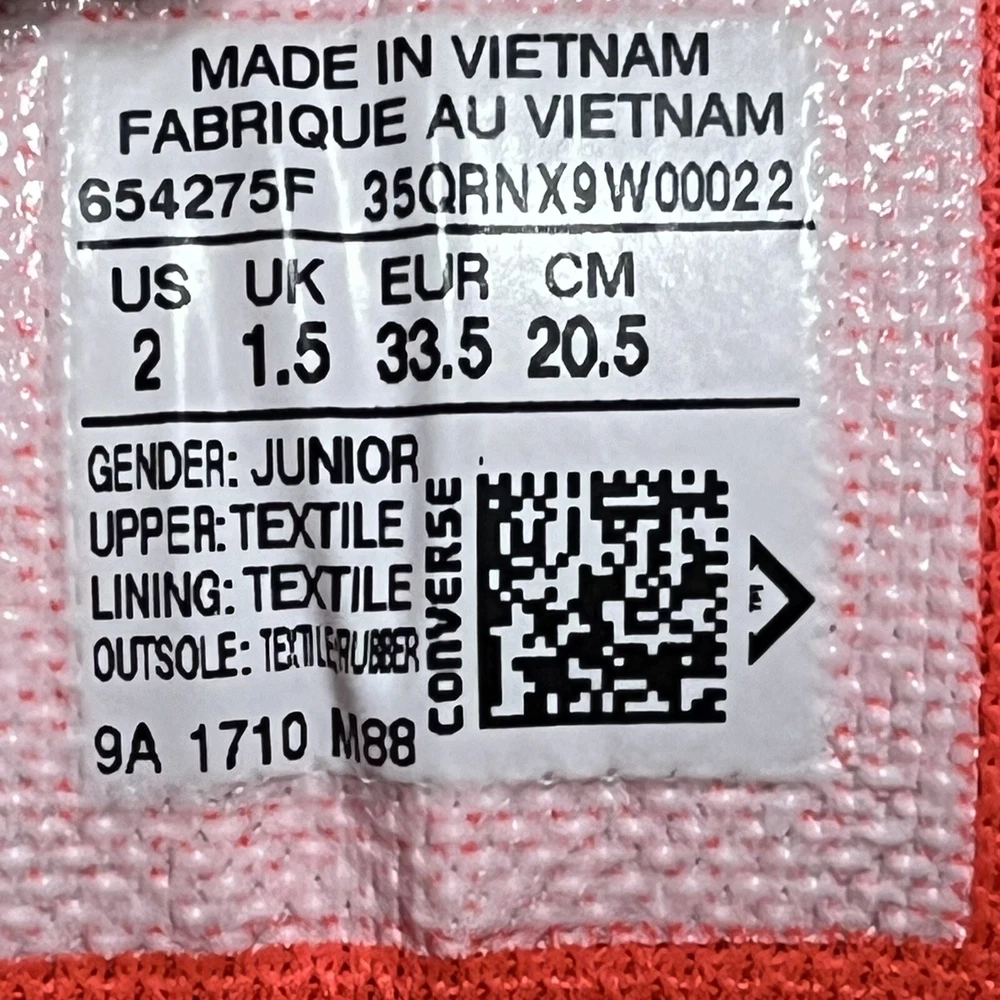 MADE IN VIETNAM
FABRIQUE AU VIETNAM
654275F 35QRNX9W00022
US UK EUR CM
2 1.5 33.5 20.5
GENDER: JUNIOR
UPPER: TEXTILE
LINING: TEXTILE
OUTSOLE: TEXTILE/RUBBER
9A 1710 M88
CONVERSE